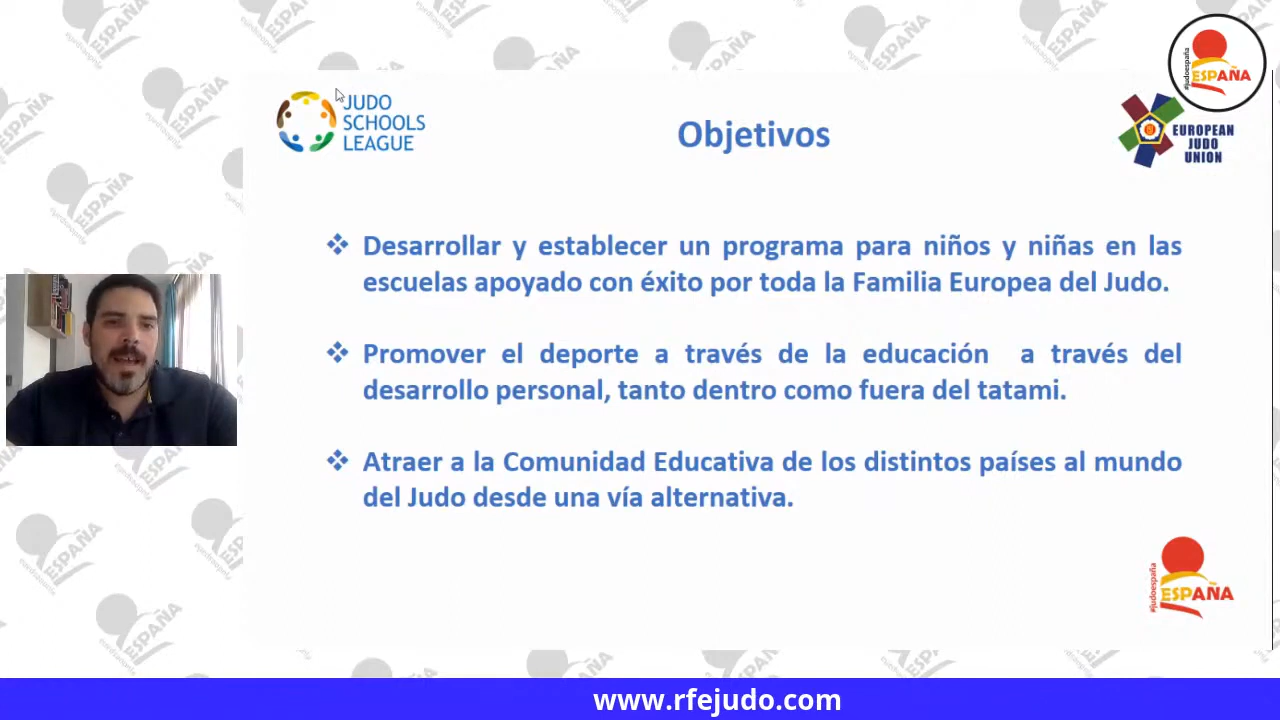 JUDO
SCHOOLS
LEAGUE
Objetivos
#judoespaña
ESPAÑA
EUROPEAN
JUDO
UNION
❖ Desarrollar y establecer un programa para niños y niñas en las
escuelas apoyado con éxito por toda la Familia Europea del Judo.
❖ Promover el deporte a través de la educación a través del
desarrollo personal, tanto dentro como fuera del tatami.
❖ Atraer a la Comunidad Educativa de los distintos países al mundo
del Judo desde una vía alternativa.
#judoespaña
ESPAÑA
www.rfejudo.com